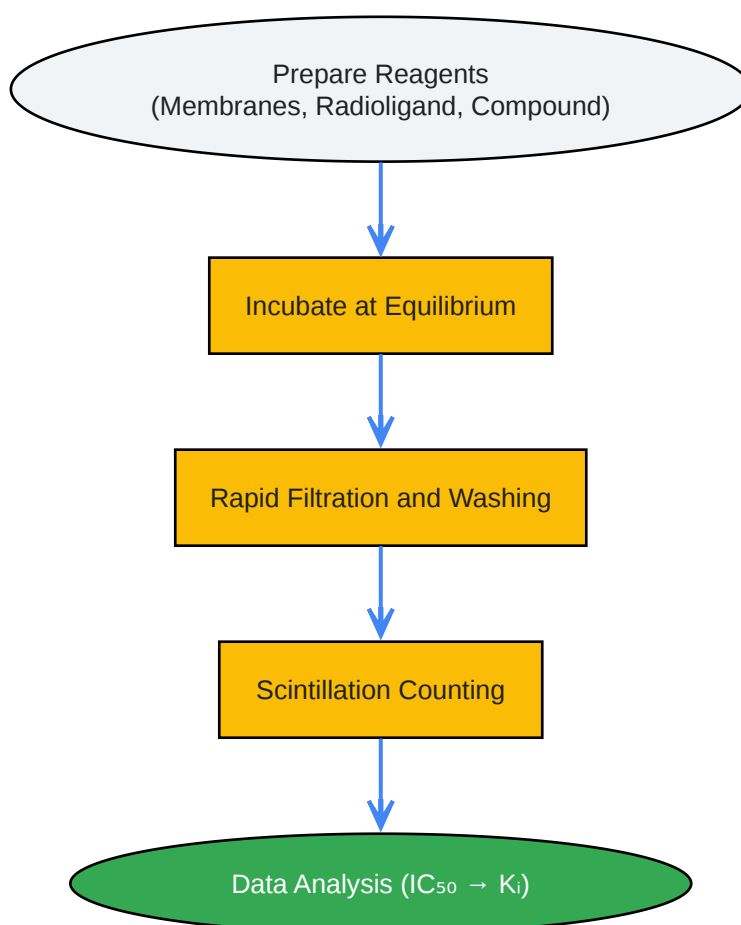 Prepare Reagents
(Membranes, Radioligand, Compound)
Incubate at Equilibrium
Rapid Filtration and Washing
Scintillation Counting
Data Analysis (IC₅₀ → Kᵢ)